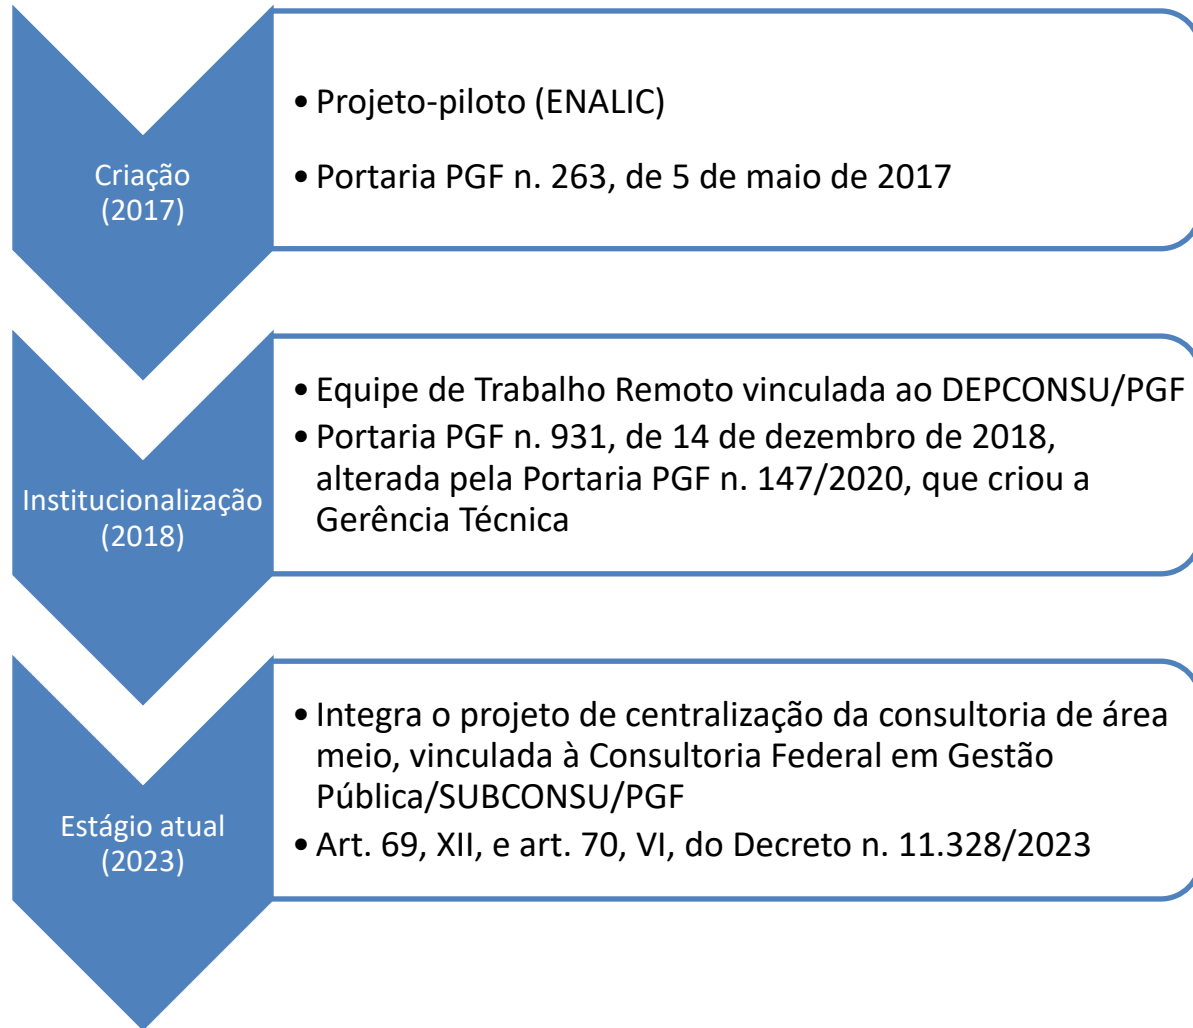 Criação
(2017)
• Projeto-piloto (ENALIC)
• Portaria PGF n. 263, de 5 de maio de 2017
Institucionalização
(2018)
• Equipe de Trabalho Remoto vinculada ao DEPCONSU/PGF
• Portaria PGF n. 931, de 14 de dezembro de 2018,
alterada pela Portaria PGF n. 147/2020, que criou a
Gerência Técnica
Estágio atual
(2023)
• Integra o projeto de centralização da consultoria de área
meio, vinculada à Consultoria Federal em Gestão
Pública/SUBCONSU/PGF
• Art. 69, XII, e art. 70, VI, do Decreto n. 11.328/2023